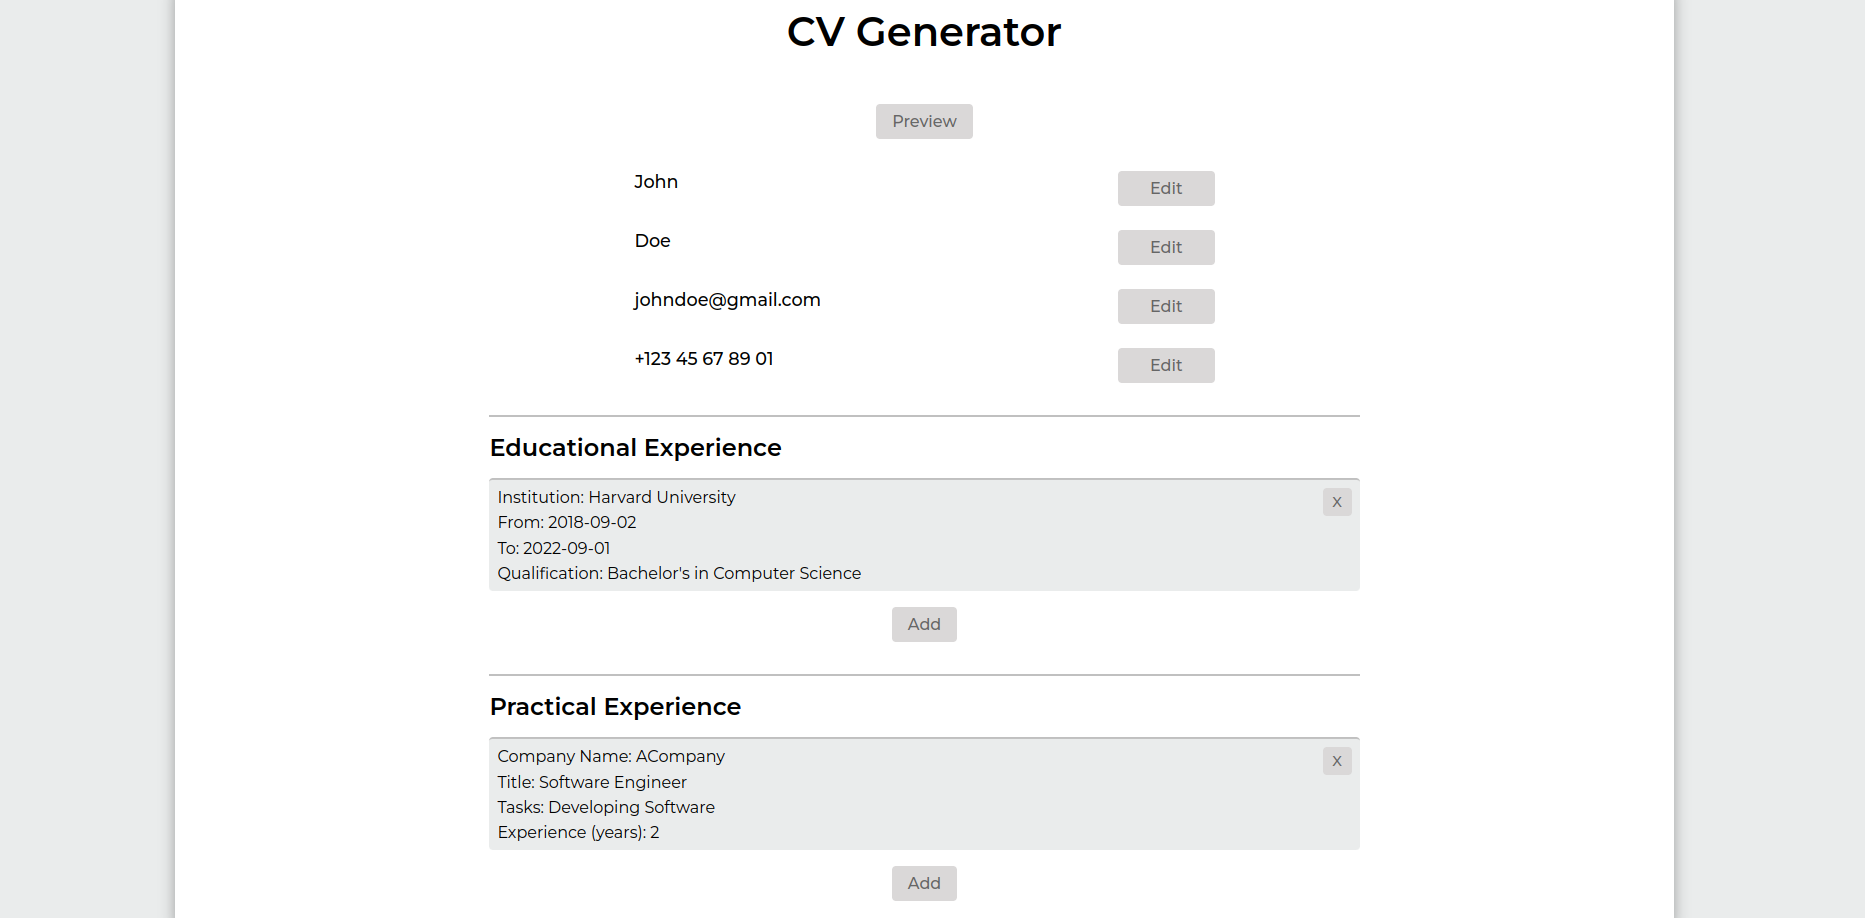 CV Generator
Preview
John
Edit
Doe
Edit
johndoe@gmail.com
Edit
+123 45 67 89 01
Edit
Educational Experience
Institution: Harvard University
X
From: 2018-09-02
To: 2022-09-01
Qualification: Bachelor's in Computer Science
Add
Practical Experience
Company Name: ACompany
X
Title: Software Engineer
Tasks: Developing Software
Experience (years): 2
Add